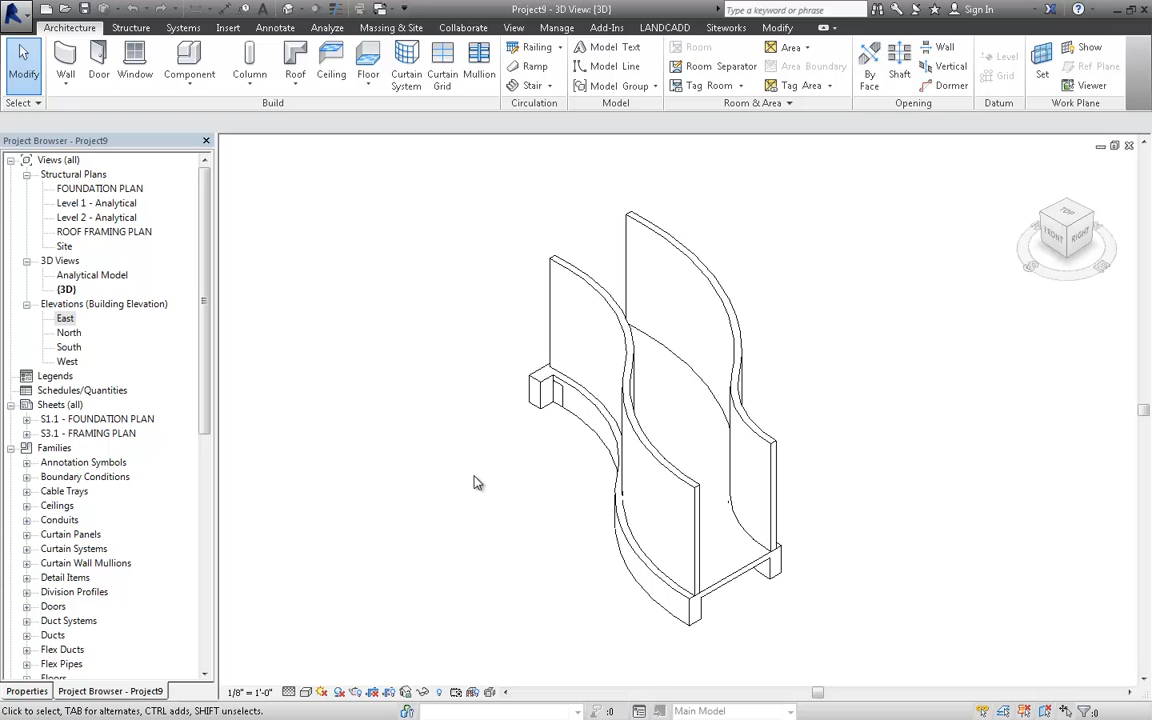 Project9 - 3D View: {3D}
Type a keyword or phrase
Sign In
Architecture Structure Systems Insert Annotate Analyze Massing & Site Collaborate View Manage Add-Ins LANDCADD Siteworks Modify
Modify
Wall
Door
Window
Component
Column
Roof
Ceiling
Floor
Curtain System
Curtain Grid
Mullion
Railing
Ramp
Stair
Model Text
Model Line
Model Group
Room
Room Separator
Tag Room
Area
Area Boundary
Tag Area
By Face
Shaft
Wall
Vertical
Dormer
Level
Grid
Set
Show
Ref Plane
Viewer
Select Build Circulation Model Room & Area Opening Datum Work Plane
Project Browser - Project9
Views (all)
Structural Plans
FOUNDATION PLAN
Level 1 - Analytical
Level 2 - Analytical
ROOF FRAMING PLAN
Site
3D Views
Analytical Model
{3D}
Elevations (Building Elevation)
East
North
South
West
Legends
Schedules/Quantities
Sheets (all)
S1.1 - FOUNDATION PLAN
S3.1 - FRAMING PLAN
Families
Annotation Symbols
Boundary Conditions
Cable Trays
Ceilings
Conduits
Curtain Panels
Curtain Systems
Curtain Wall Mullions
Detail Items
Division Profiles
Doors
Duct Systems
Ducts
Flex Ducts
Flex Pipes
Floors
TOP
FRONT
RIGHT
Properties
Project Browser - Project9
1/8" = 1'-0"
Click to select, TAB for alternates, CTRL adds, SHIFT unselects.
:0
Main Model
:0